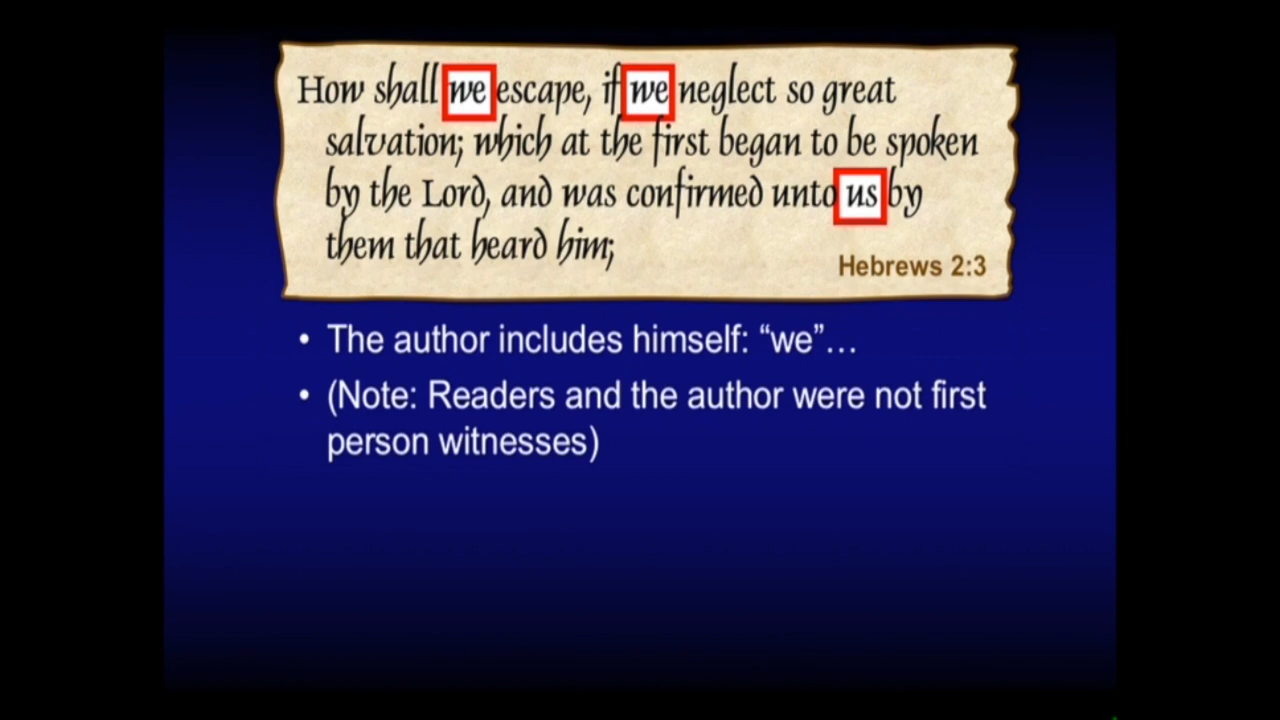 How shall we escape, if we neglect so great
salvation; which at the first began to be spoken
by the Lord, and was confirmed unto us by
them that heard him;
Hebrews 2:3
• The author includes himself: “we”…
• (Note: Readers and the author were not first
person witnesses)